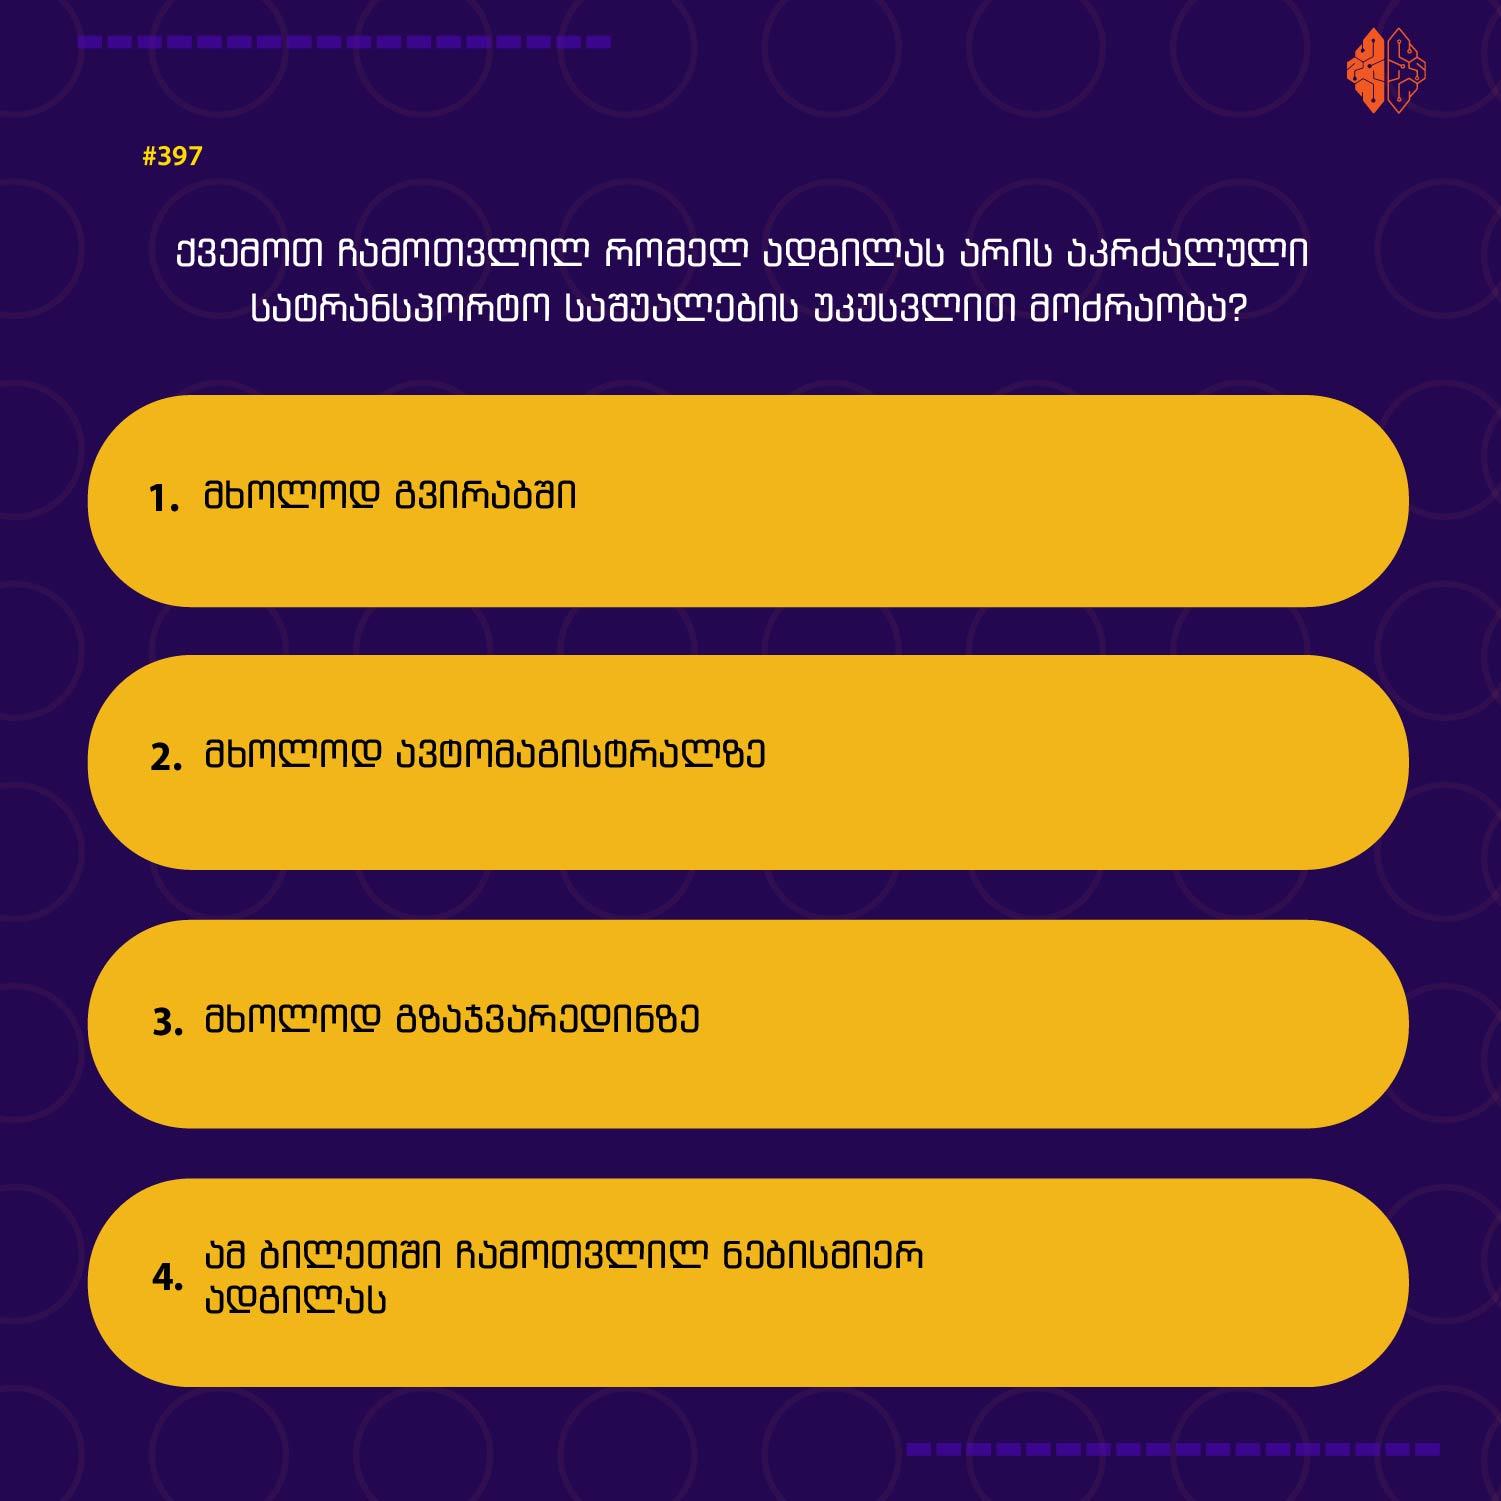 #397
ქვემოთ ჩამოთვლილ რომელ ადგილას არის აკრძალული
სატრანსპორტო საშუალების უკუსვლით მოძრაობა?
1. მხოლოდ გვირაბში
2. მხოლოდ ავტომაგისტრალზე
3. მხოლოდ გზაჯვარედინზე
4. ამ ბილეთში ჩამოთვლილ ნებისმიერ
ადგილას